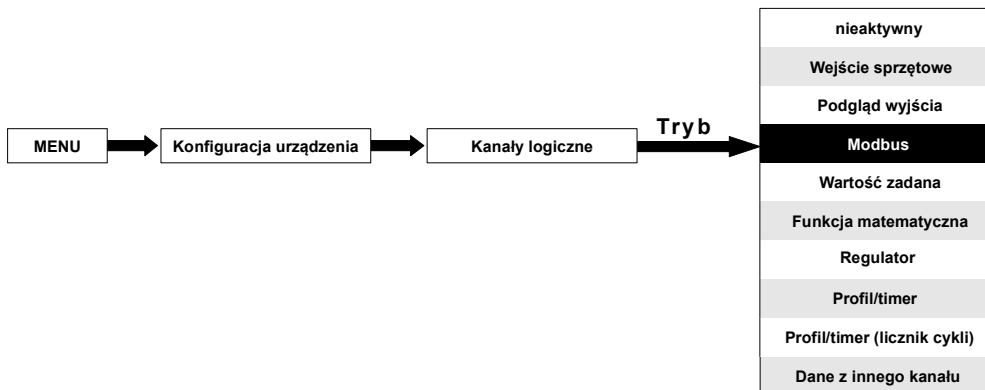 MENU
Konfiguracja urządzenia
Kanały logiczne
Tryb
nieaktywny
Wejście sprzętowe
Podgląd wyjścia
Modbus
Wartość zadana
Funkcja matematyczna
Regulator
Profil/timer
Profil/timer (licznik cykli)
Dane z innego kanału